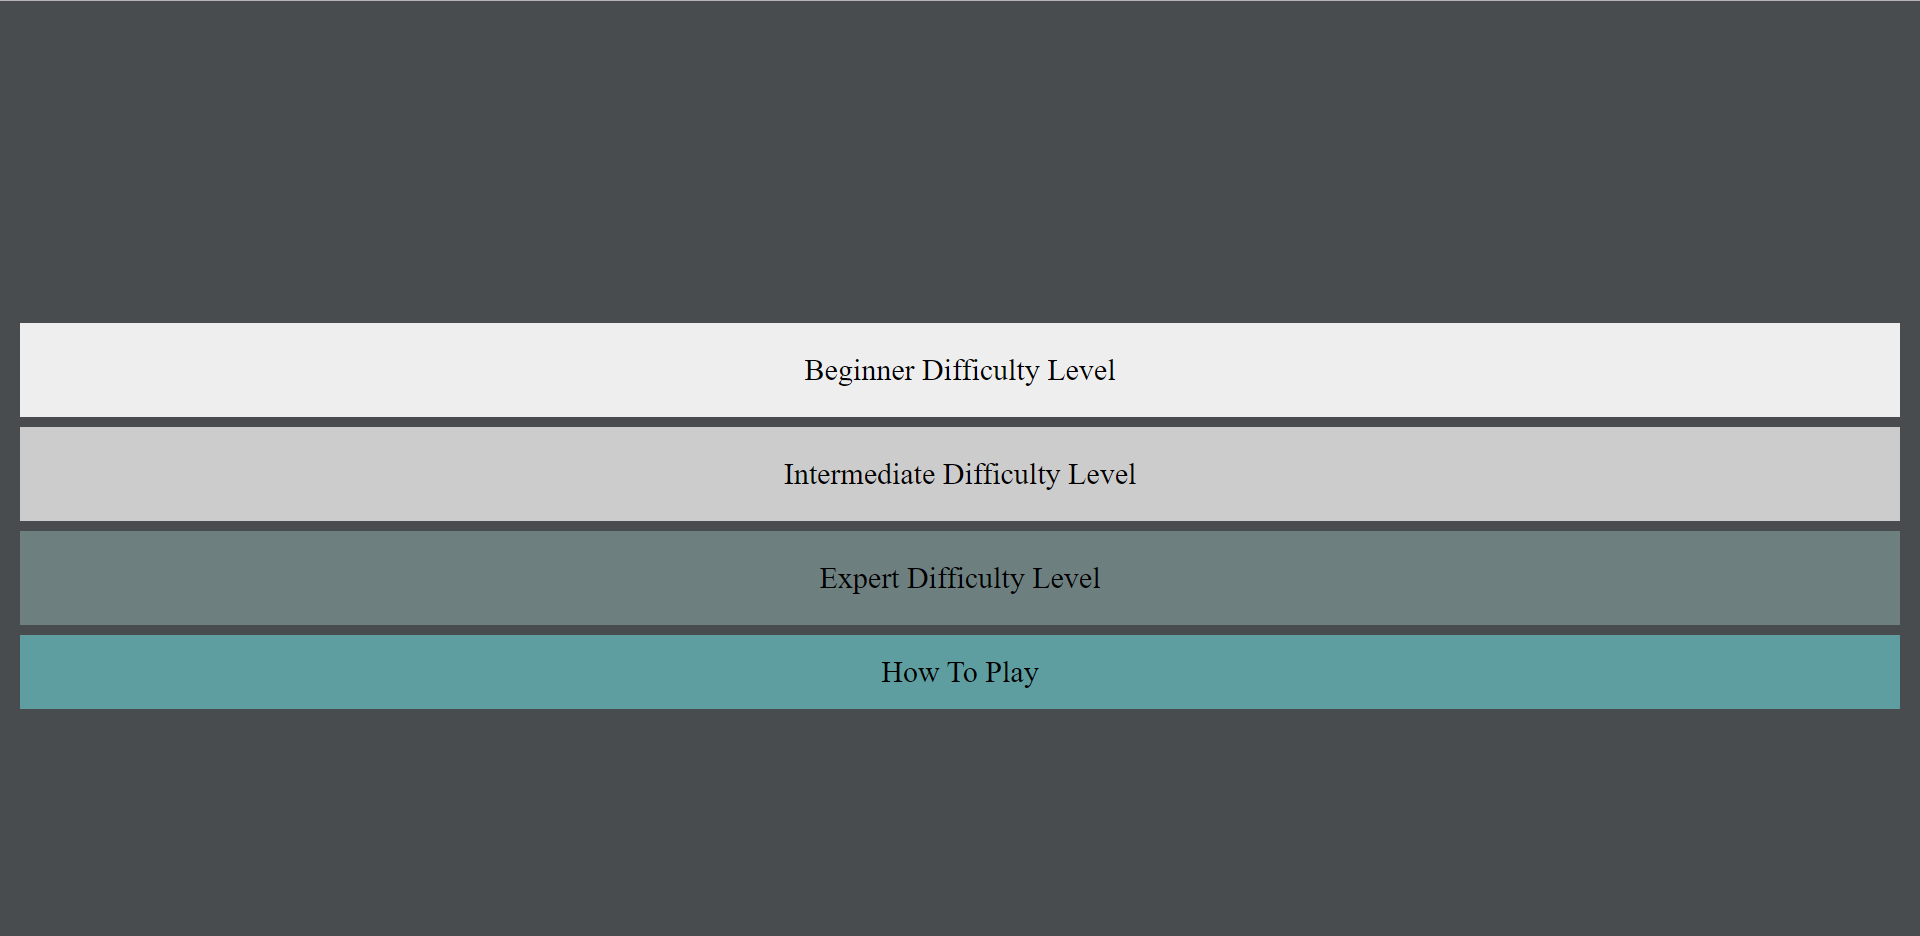 Beginner Difficulty Level
Intermediate Difficulty Level
Expert Difficulty Level
How To Play